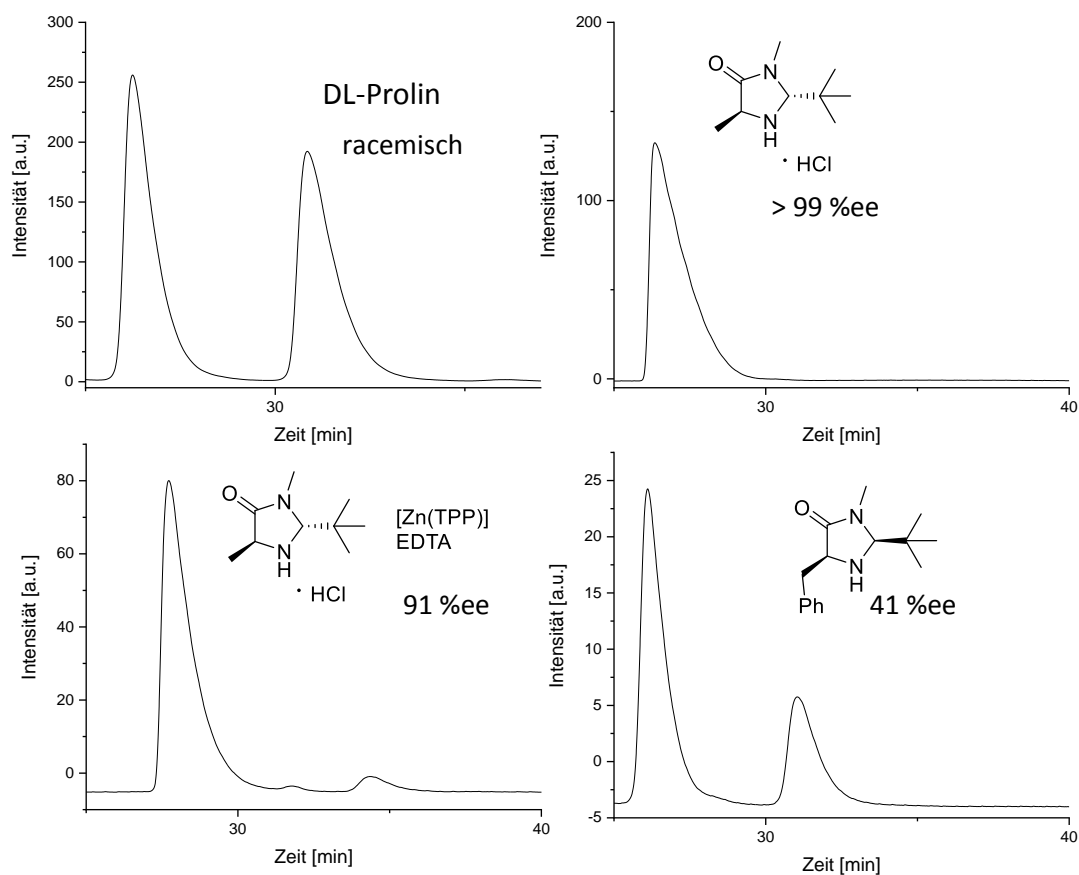 300
250
200
150
100
50
0
Intensität [a.u.]
DL-Prolin
racemisch
30
Zeit [min]
200
100
0
Intensität [a.u.]
O
N
N
H
· HCl
> 99 %ee
30
40
Zeit [min]
80
60
40
20
0
Intensität [a.u.]
O
N
N
H
· HCl
[Zn(TPP)]
EDTA
91 %ee
30
40
Zeit [min]
25
20
15
10
5
0
-5
Intensität [a.u.]
O
N
N
H
Ph
41 %ee
30
40
Zeit [min]